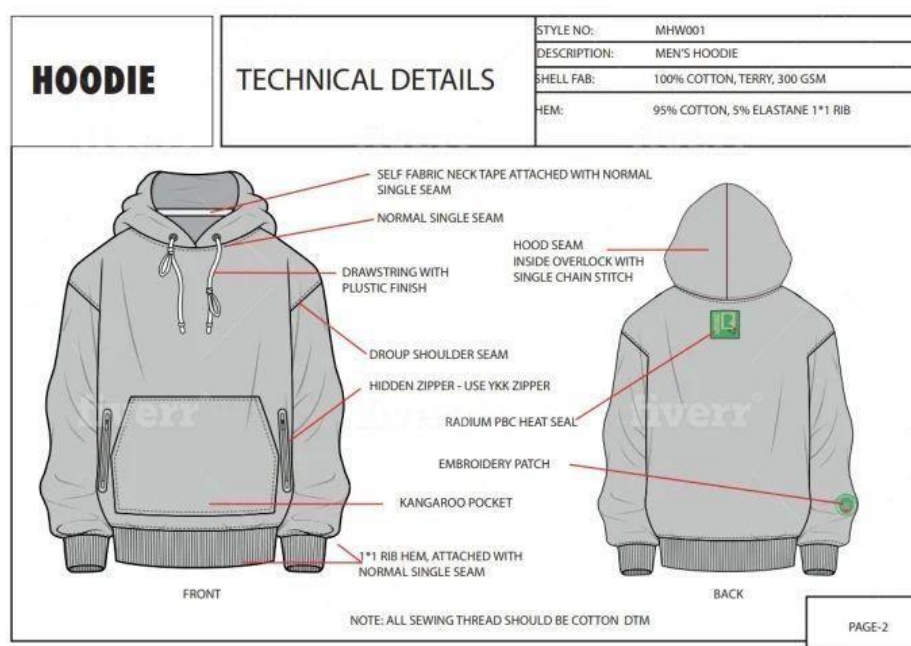 HOODIE
TECHNICAL DETAILS
STYLE NO: MHW001
DESCRIPTION: MEN'S HOODIE
SHELL FAB: 100% COTTON, TERRY, 300 GSM
HEM: 95% COTTON, 5% ELASTANE 1*1 RIB
SELF FABRIC NECK TAPE ATTACHED WITH NORMAL
SINGLE SEAM
NORMAL SINGLE SEAM
DRAWSTRING WITH
PLUSTIC FINISH
DROUP SHOULDER SEAM
HIDDEN ZIPPER - USE YKK ZIPPER
KANGAROO POCKET
1*1 RIB HEM, ATTACHED WITH
NORMAL SINGLE SEAM
FRONT
HOOD SEAM
INSIDE OVERLOCK WITH
SINGLE CHAIN STITCH
RADIUM PBC HEAT SEAL
EMBROIDERY PATCH
BACK
fiverr
fiverr
fiverr
NOTE: ALL SEWING THREAD SHOULD BE COTTON DTM
PAGE-2